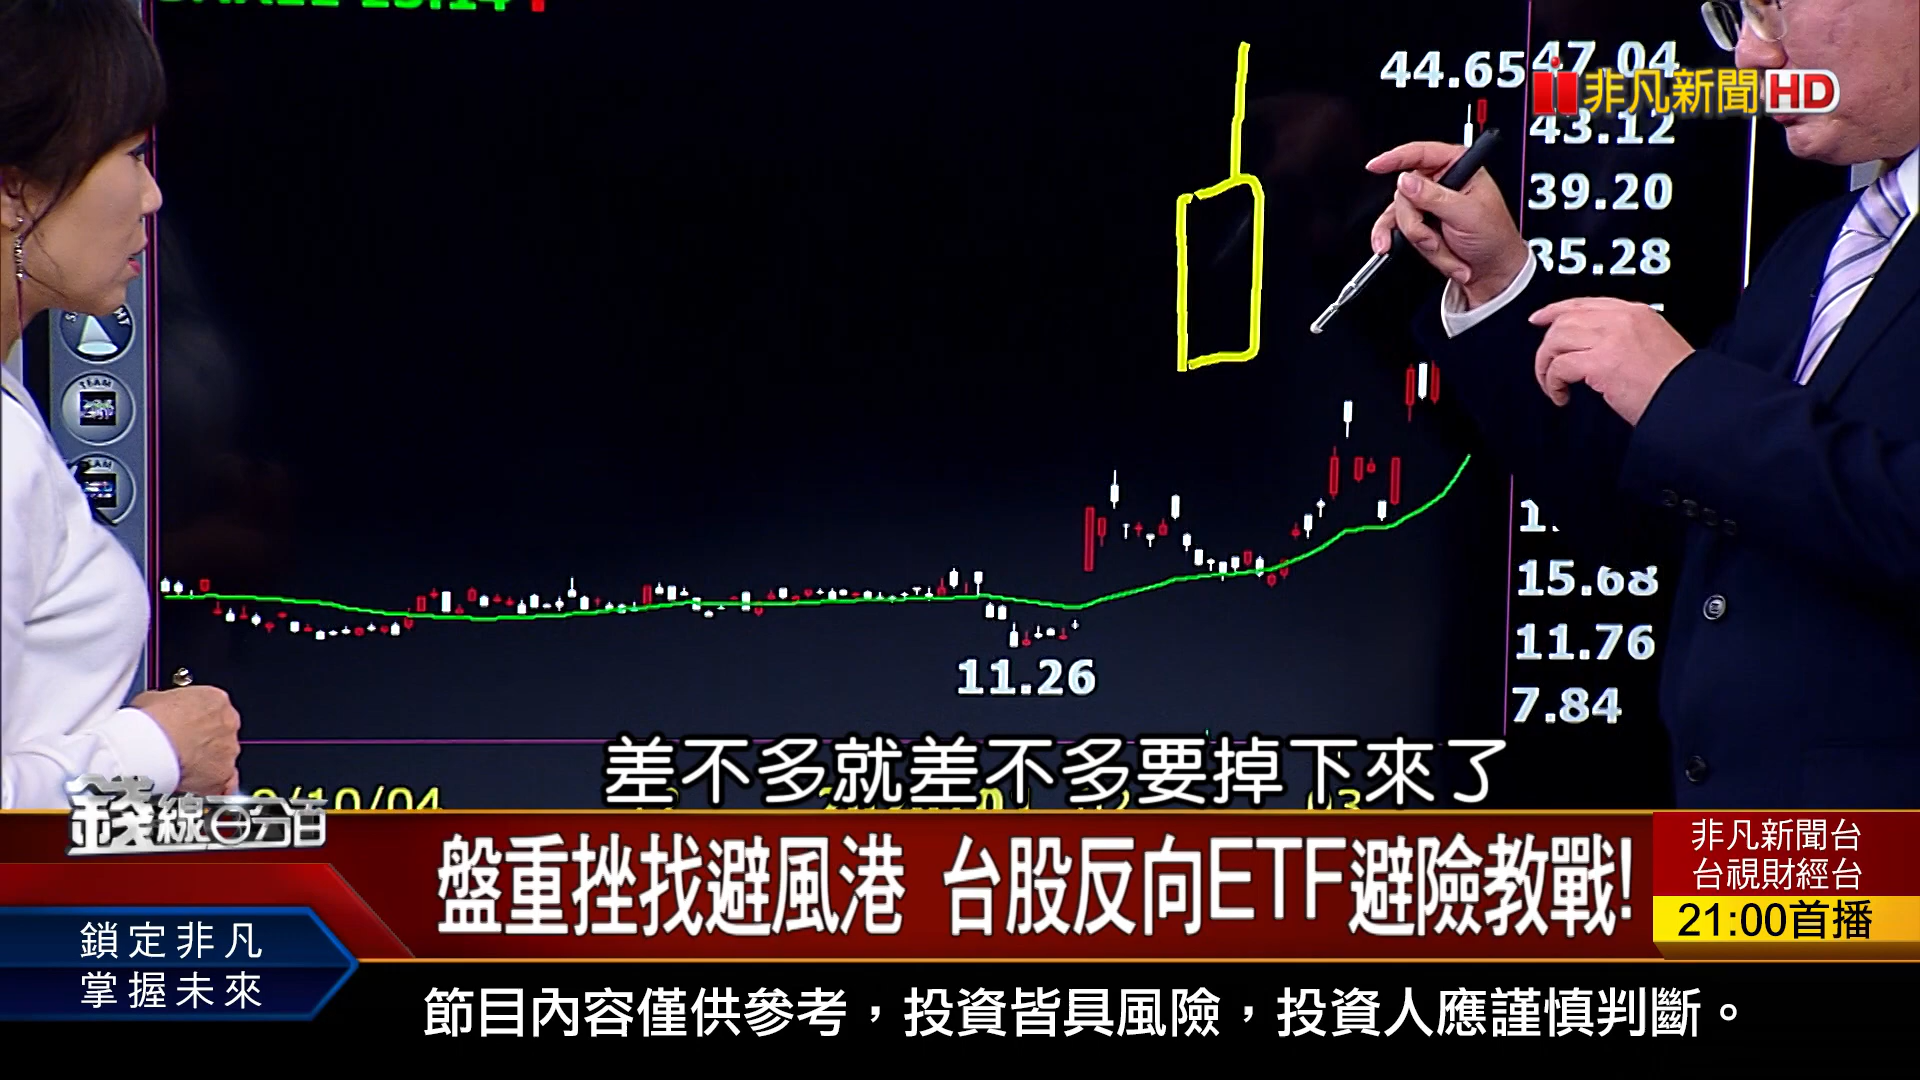 44.65
47.04
非凡新聞HD
43.12
39.20
35.28
15.68
11.76
7.84
11.26
差不多就差不多要掉下來了
錢線百分百
盤重挫找避風港 台股反向ETF避險教戰!
非凡新聞台
台視財經台
21:00首播
鎖定非凡
掌握未來
節目內容僅供參考，投資皆具風險，投資人應謹慎判斷。